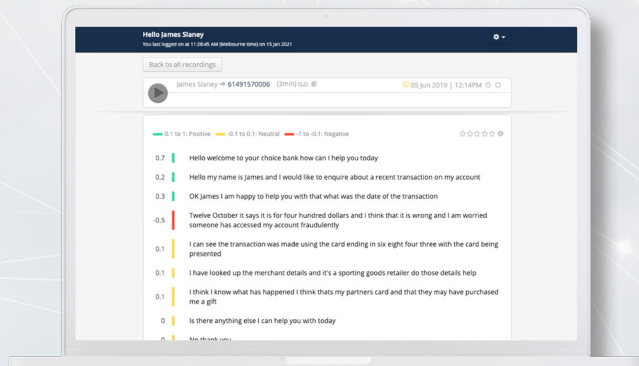 Hello James Slaney
You last logged on at 11:28:45 AM (Melbourne time) on 15 Jan 2021
Back to all recordings
James Slaney → 61491570006 (3min)
05 Jun 2019 | 12:14PM
0.1 to 1: Positive -0.1 to 0.1: Neutral -1 to -0.1: Negative
0.7 Hello welcome to your choice bank how can I help you today
0.2 Hello my name is James and I would like to enquire about a recent transaction on my account
0.3 OK James I am happy to help you with that what was the date of the transaction
-0.5 Twelve October it says it is for four hundred dollars and I think that it is wrong and I am worried
someone has accessed my account fraudulently
0.1 I can see the transaction was made using the card ending in six eight four three with the card being
presented
0.1 I have looked up the merchant details and it's a sporting goods retailer do those details help
0.1 I think I know what has happened I think thats my partners card and that they may have purchased
me a gift
0 Is there anything else I can help you with today
0 No thank you